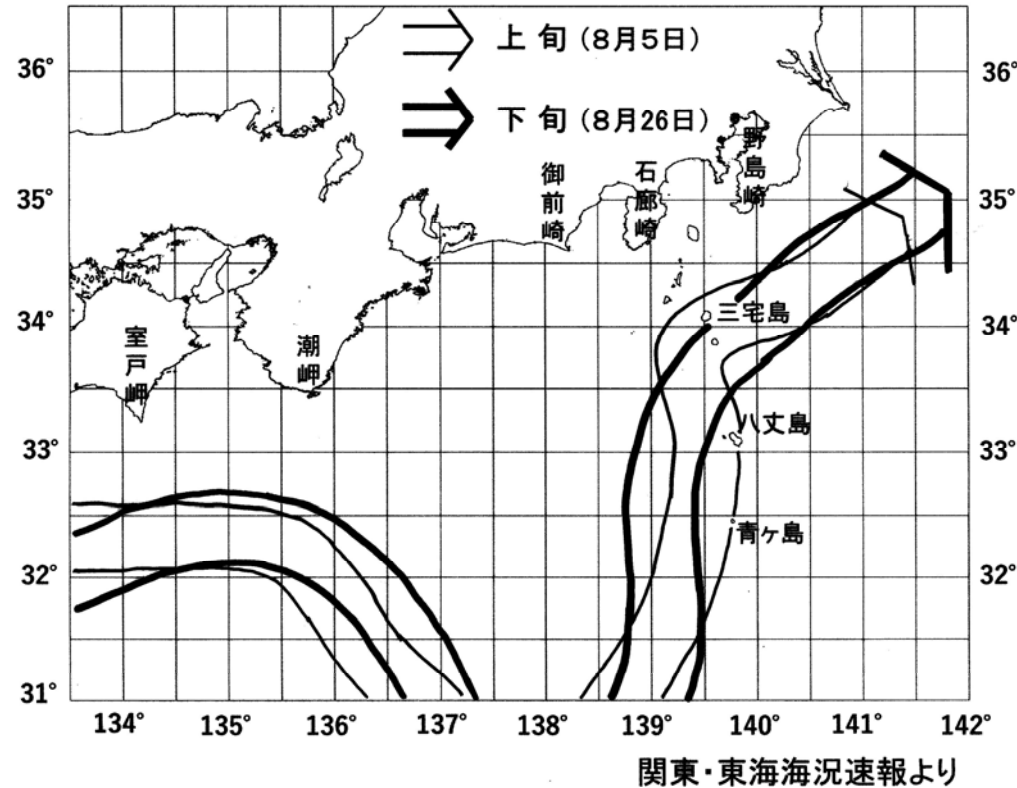 上旬（8月5日）
36°
36°
下旬（8月26日）
野島崎
御前崎
石廊崎
35°
35°
34°
三宅島
34°
室戸岬
潮岬
八丈島
33°
33°
青ヶ島
32°
32°
31°
31°
134°
135°
136°
137°
138°
139°
140°
141°
142°
関東・東海海況速報より